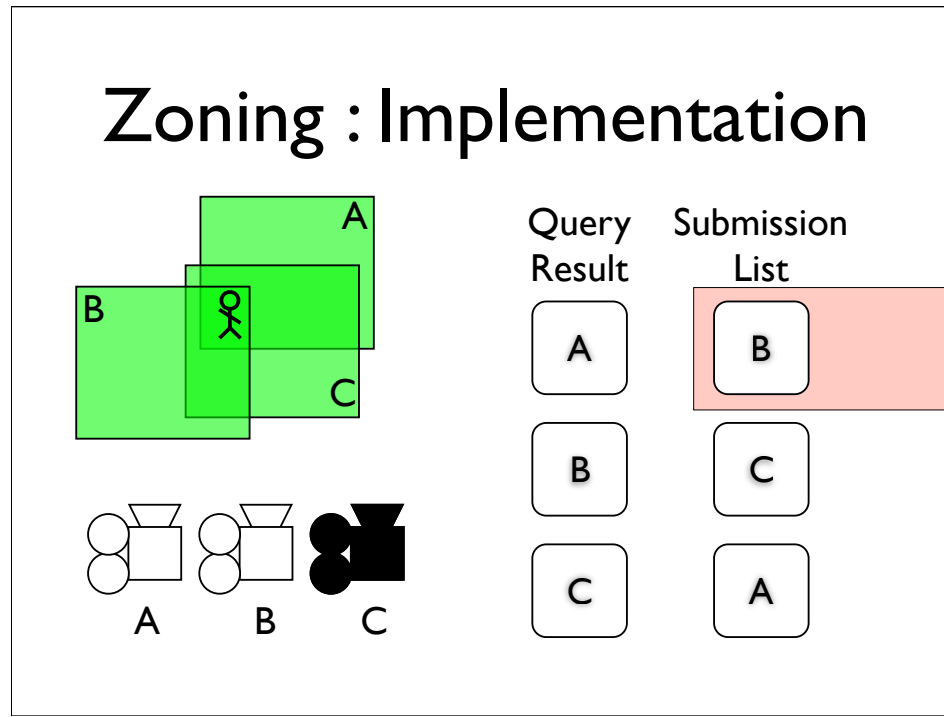 Zoning : Implementation
A
B
C
A
B
C
Query
Result
A
B
C
Submission
List
B
C
A